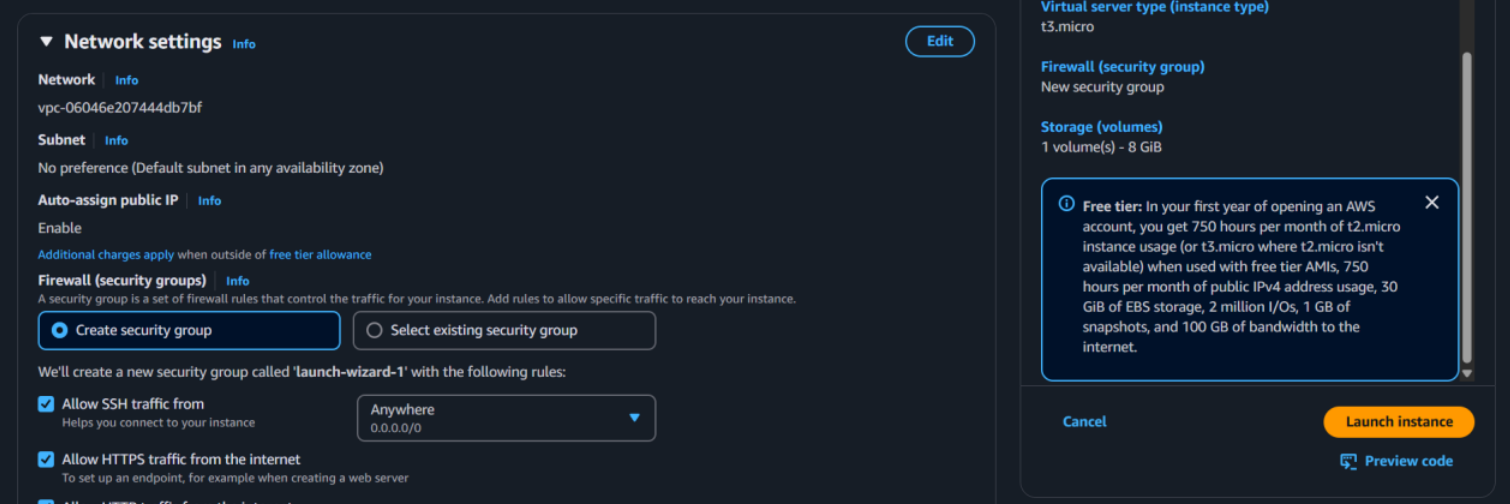 Network settings Info
Edit
Network Info
vpc-06046e207444db7bf
Subnet Info
No preference (Default subnet in any availability zone)
Auto-assign public IP Info
Enable
Additional charges apply when outside of free tier allowance
Firewall (security groups) Info
A security group is a set of firewall rules that control the traffic for your instance. Add rules to allow specific traffic to reach your instance.
Create security group
Select existing security group
We'll create a new security group called 'launch-wizard-1' with the following rules:
Allow SSH traffic from
Helps you connect to your instance
Anywhere
0.0.0.0/0
Allow HTTPS traffic from the internet
To set up an endpoint, for example when creating a web server
Virtual server type (instance type)
t3.micro
Firewall (security group)
New security group
Storage (volumes)
1 volume(s) - 8 GiB
Free tier: In your first year of opening an AWS
account, you get 750 hours per month of t2.micro
instance usage (or t3.micro where t2.micro isn't
available) when used with free tier AMIs, 750
hours per month of public IPv4 address usage, 30
GiB of EBS storage, 2 million I/Os, 1 GB of
snapshots, and 100 GB of bandwidth to the
internet.
Cancel
Launch instance
Preview code